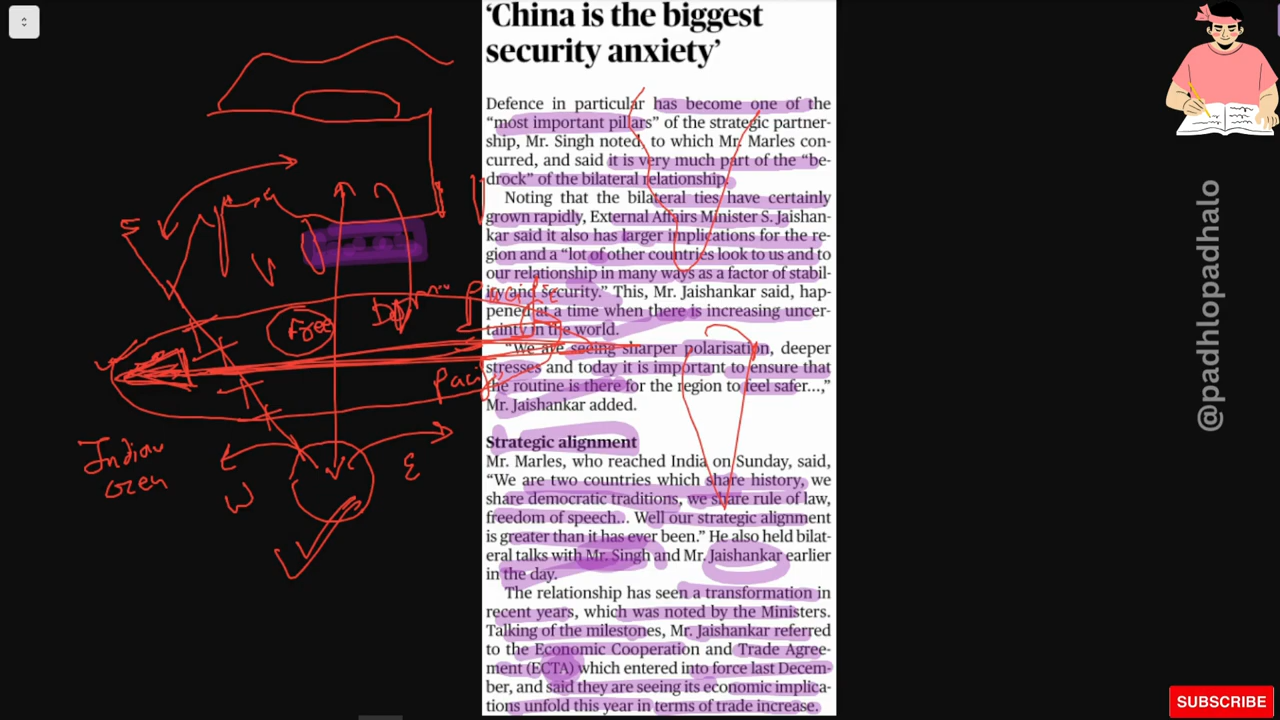 'China is the biggest
security anxiety'
Defence in particular has become one of the
"most important pillars" of the strategic partner-
ship, Mr. Singh noted, to which Mr. Marles con-
curred, and said it is very much part of the "be-
drock" of the bilateral relationship.
Noting that the bilateral ties have certainly
grown rapidly, External Affairs Minister S. Jaishan-
kar said it also has larger implications for the re-
gion and a "lot of other countries look to us and to
our relationship in many ways as a factor of stabil-
ity and security." This, Mr. Jaishankar said, hap-
pened at a time when there is increasing uncer-
tainty in the world.
"We are seeing sharper polarisation, deeper
stresses and today it is important to ensure that
the routine is there for the region to feel safer...,"
Mr. Jaishankar added.
Strategic alignment
Mr. Marles, who reached India on Sunday, said,
"We are two countries which share history, we
share democratic traditions, we share rule of law,
freedom of speech... Well our strategic alignment
is greater than it has ever been." He also held bilat-
eral talks with Mr. Singh and Mr. Jaishankar earlier
in the day.
The relationship has seen a transformation in
recent years, which was noted by the Ministers.
Talking of the milestones, Mr. Jaishankar referred
to the Economic Cooperation and Trade Agree-
ment (ECTA) which entered into force last Decem-
ber, and said they are seeing its economic implica-
tions unfold this year in terms of trade increase.
Free
Pacific
Pacific
Indian
ocen
W
E
@padhlopadhalo
SUBSCRIBE